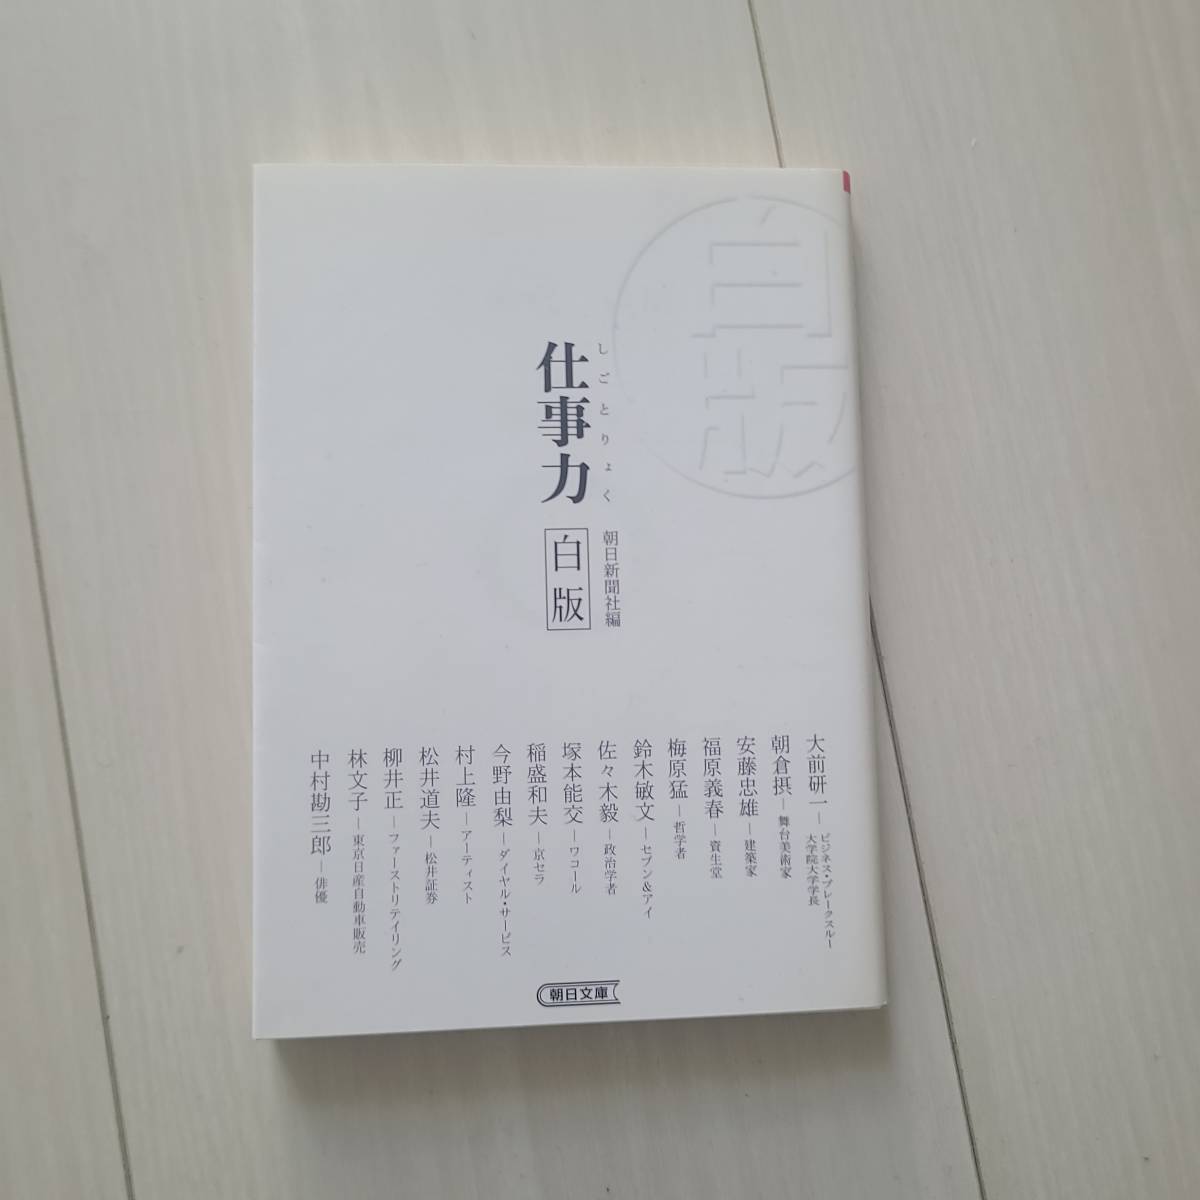 白版
しごとりょく
仕事力
白版
朝日新聞社編
大前研一―ビジネス・ブレークスルー
大学院大学学長
朝倉摂―舞台美術家
安藤忠雄―建築家
福原義春―資生堂
梅原猛―哲学者
鈴木敏文―セブン&アイ
佐々木毅―政治学者
塚本能交―ワコール
稲盛和夫―京セラ
今野由梨―ダイヤル・サービス
村上隆―アーティスト
松井道夫―松井証券
柳井正―ファーストリテイリング
林文子―東京日産自動車販売
中村勘三郎―俳優
朝日文庫